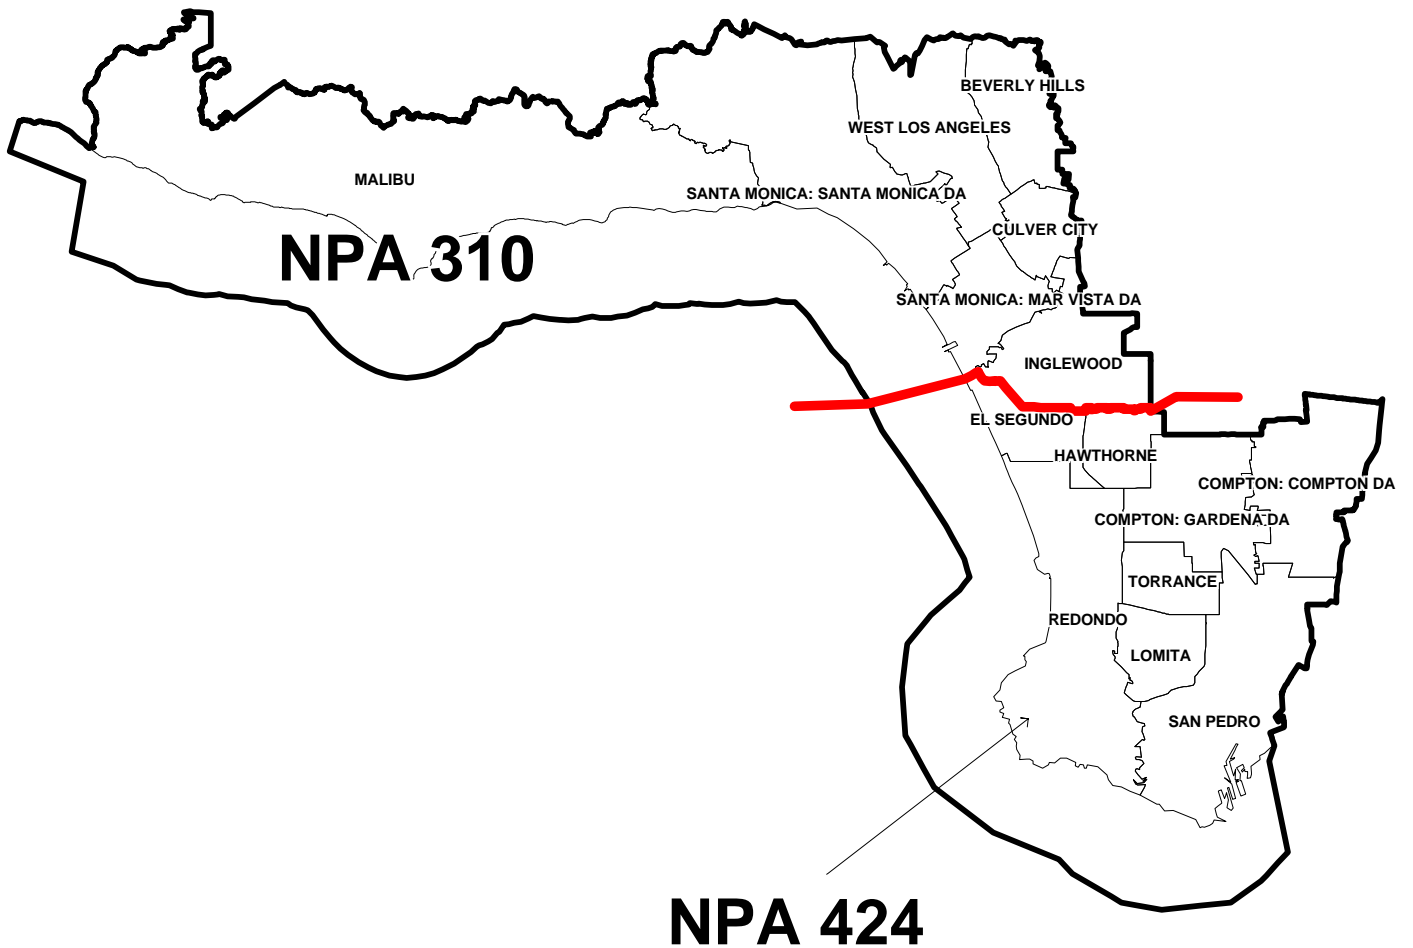 BEVERLY HILLS
WEST LOS ANGELES
MALIBU
SANTA MONICA: SANTA MONICA DA
CULVER CITY
NPA 310
SANTA MONICA: MAR VISTA DA
INGLEWOOD
EL SEGUNDO
HAWTHORNE
COMPTON: COMPTON DA
COMPTON: GARDENA DA
TORRANCE
REDONDO
LOMITA
SAN PEDRO
NPA 424